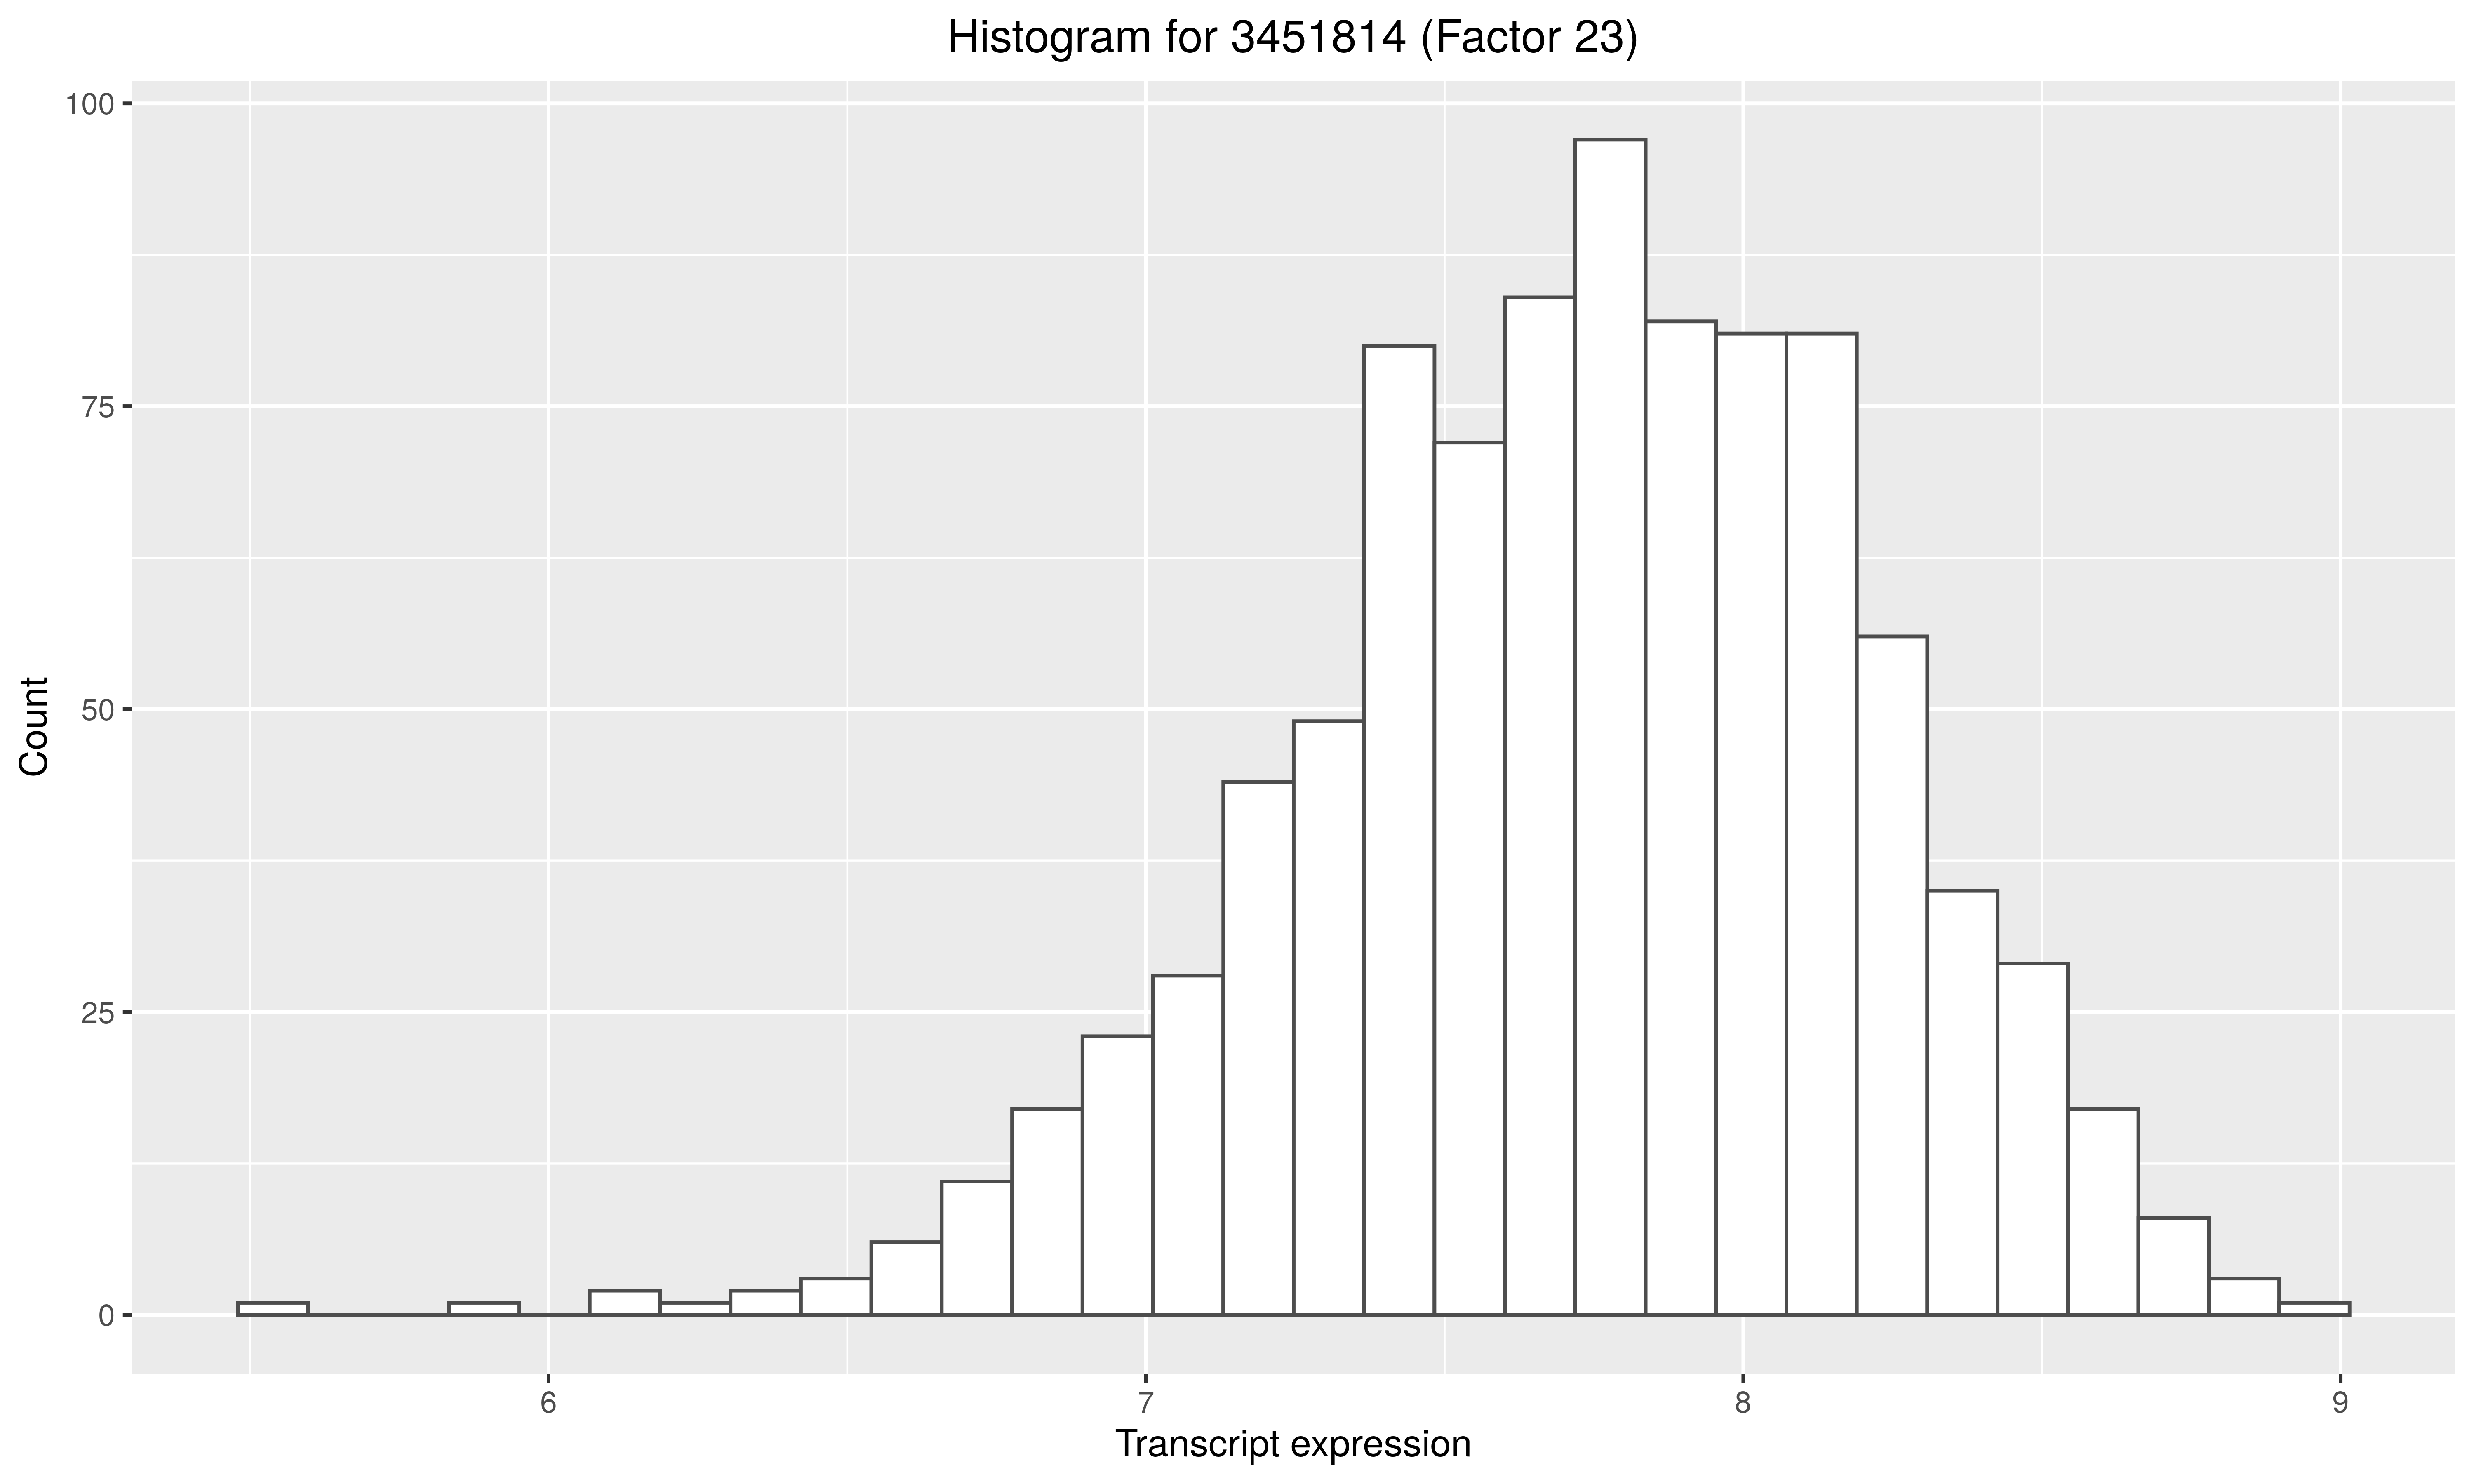 Histogram for 3451814 (Factor 23)
100
75
50
25
0
Count
6 7 8 9
Transcript expression